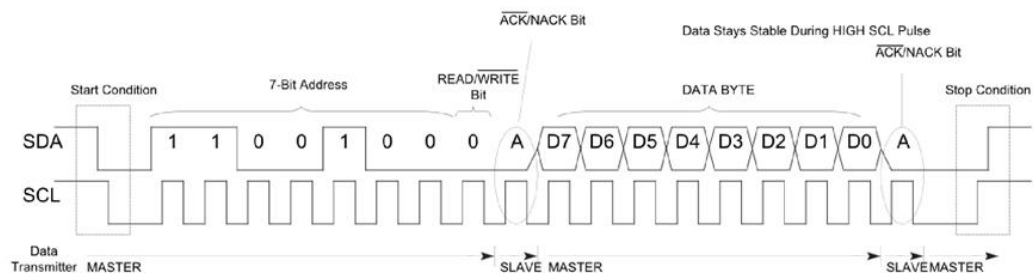 ACK/NACK Bit
Data Stays Stable During HIGH SCL Pulse
ACK/NACK Bit
READ/WRITE
Bit
Start Condition
7-Bit Address
DATA BYTE
Stop Condition
SDA 1 1 0 0 1 0 0 0 A D7 D6 D5 D4 D3 D2 D1 D0 A
SCL
Data
Transmitter MASTER SLAVE MASTER SLAVE MASTER